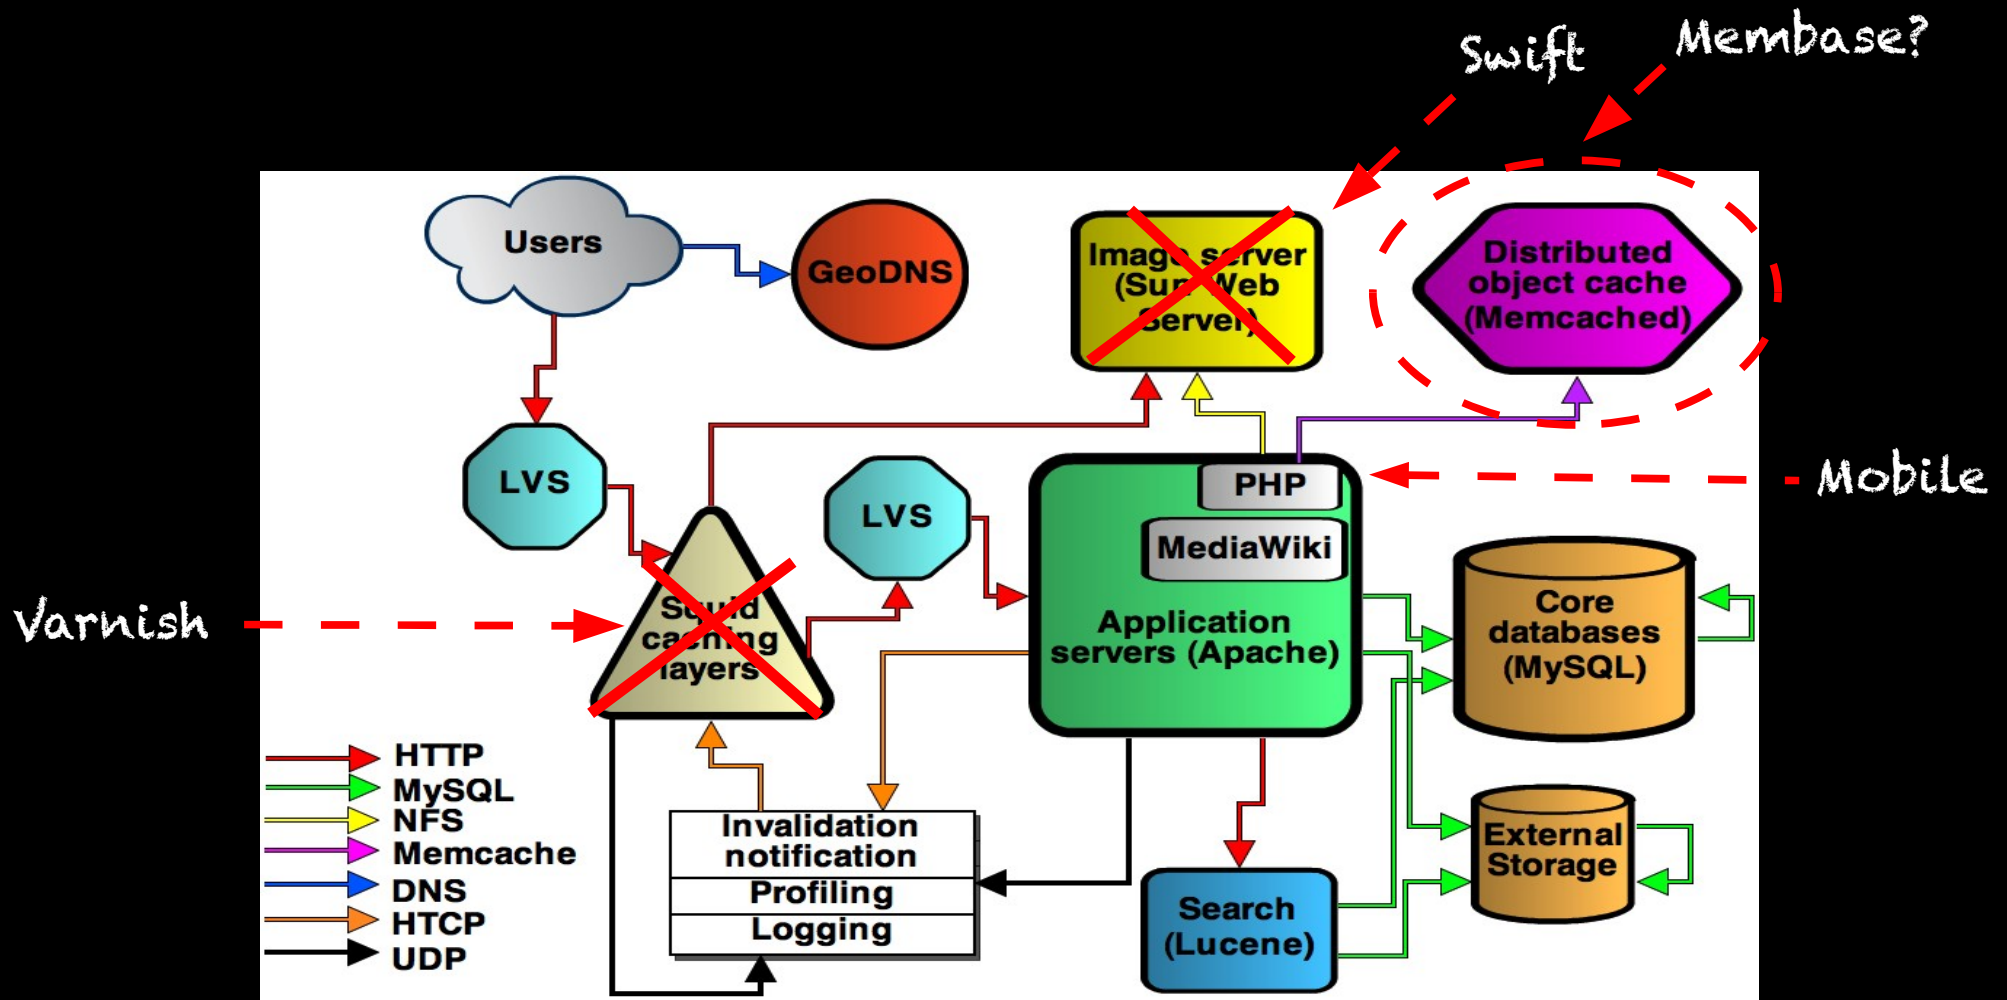 Swift
Membase?
Users
GeoDNS
Image server
(Sun Web
Server)
Distributed
object cache
(Memcached)
LVS
LVS
PHP
MediaWiki
Mobile
Varnish
Squid
caching
layers
Application
servers (Apache)
Core
databases
(MySQL)
HTTP
MySQL
NFS
Memcache
DNS
HTCP
UDP
Invalidation
notification
Profiling
Logging
Search
(Lucene)
External
Storage